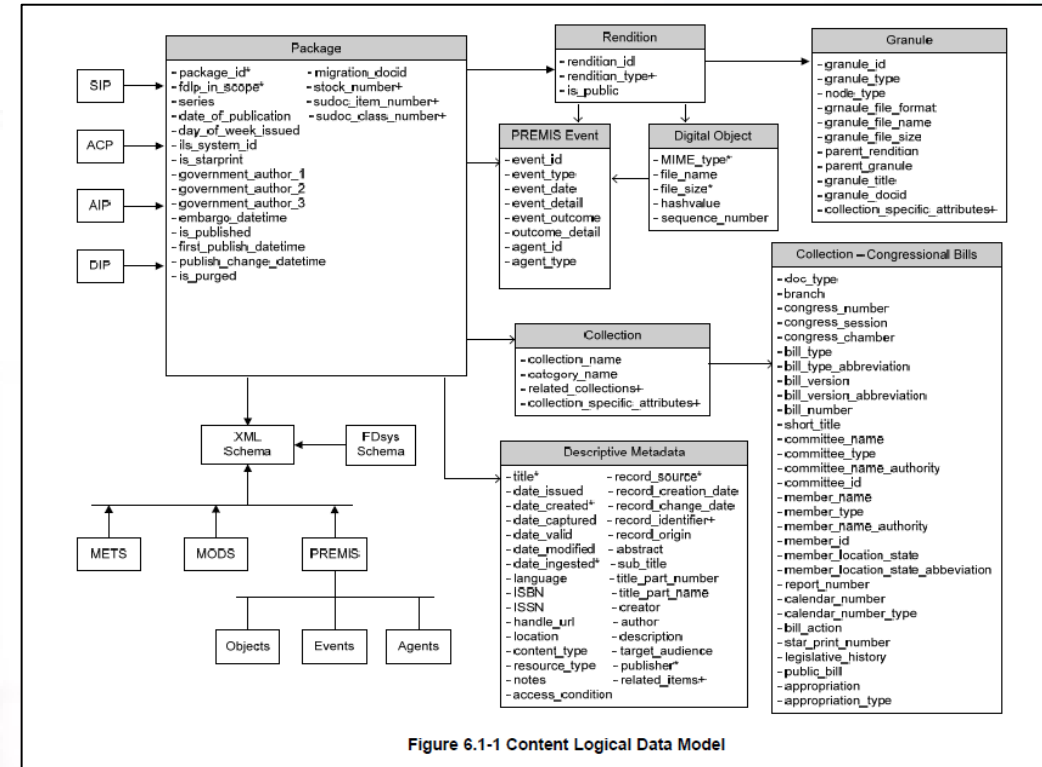 Package
- package_id*
- fdlp_in_scope*
- series
- date_of_publication
- day_of_week_issued
- ils_system_id
- is_starprint
- government_author_1
- government_author_2
- government_author_3
- embargo_datetime
- is_published
- first_publish_datetime
- publish_change_datetime
- is_purged
- migration_docid
- stock_number+
- sudoc_item_number+
- sudoc_class_number+
SIP
ACP
AIP
DIP
Rendition
- rendition_id
- rendition_type+
- is_public
Granule
- granule_id
- granule_type
- node_type
- grnaule_file_format
- granule_file_name
- granule_file_size
- parent_rendition
- parent_granule
- granule_title
- granule_docid
- collection_specific_attributes+
PREMIS Event
- event_id
- event_type
- event_date
- event_detail
- event_outcome
- outcome_detail
- agent_id
- agent_type
Digital Object
- MIME_type*
- file_name
- file_size*
- hashvalue
- sequence_number
Collection
- collection_name
- category_name
- related_collections+
- collection_specific_attributes+
Collection – Congressional Bills
- doc_type
- branch
- congress_number
- congress_session
- congress_chamber
- bill_type
- bill_type_abbreviation
- bill_version
- bill_version_abbreviation
- bill_number
- short_title
- committee_name
- committee_type
- committee_name_authority
- committee_id
- member_name
- member_type
- member_name_authority
- member_id
- member_location_state
- member_location_state_abbeviation
- report_number
- calendar_number
- calendar_number_type
- bill_action
- star_print_number
- legislative_history
- public_bill
- appropriation
- appropriation_type
XML
Schema
FDsys
Schema
METS
MODS
PREMIS
Objects
Events
Agents
Descriptive Metadata
- title*
- date_issued
- date_created*
- date_captured
- date_valid
- date_modified
- date_ingested*
- language
- ISBN
- ISSN
- handle_url
- location
- content_type
- resource_type
- notes
- access_condition
- record_source*
- record_creation_date
- record_change_date
- record_identifier+
- record_origin
- abstract
- sub_title
- title_part_number
- title_part_name
- creator
- author
- description
- target_audience
- publisher*
- related_items+
Figure 6.1-1 Content Logical Data Model